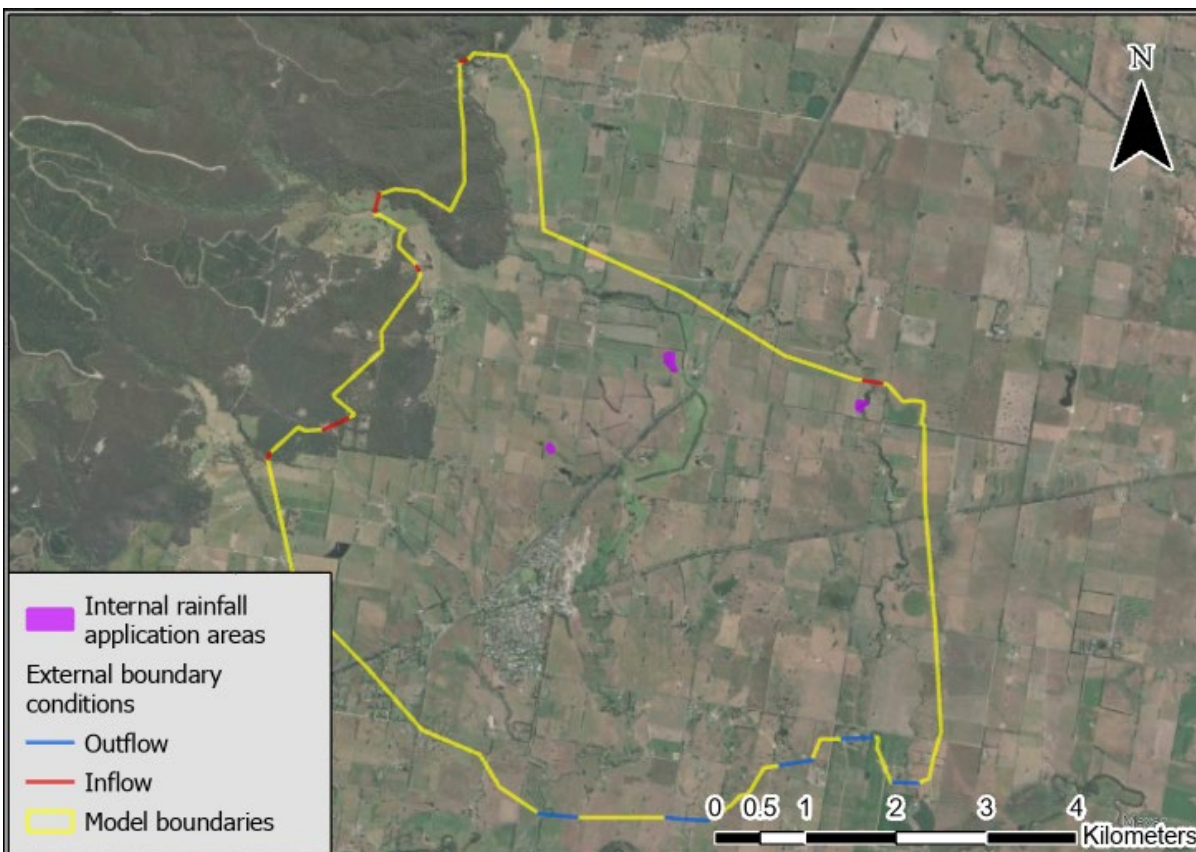 N
Internal rainfall
application areas
External boundary
conditions
Outflow
Inflow
Model boundaries
0 0.5 1 2 3 4
Kilometers